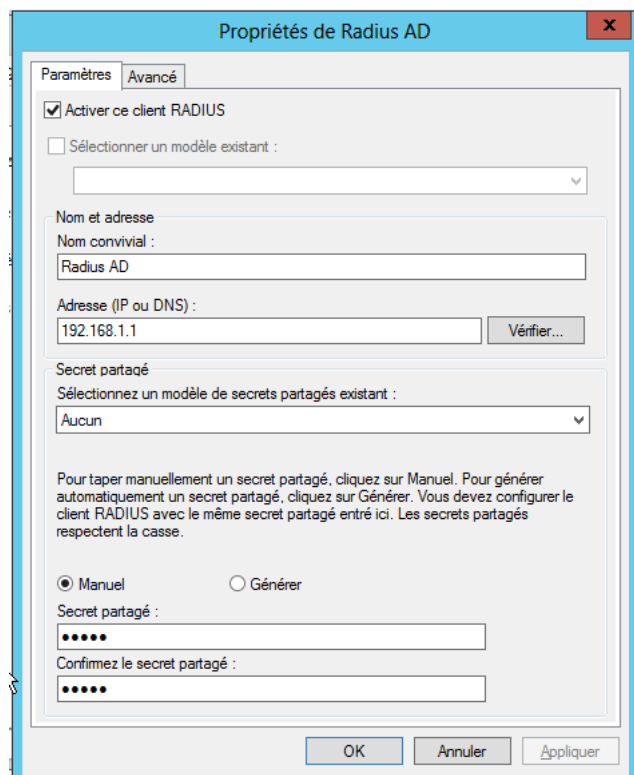 Propriétés de Radius AD
x
Paramètres
Avancé
Activer ce client RADIUS
Sélectionner un modèle existant :
Nom et adresse
Nom convivial :
Radius AD
Adresse (IP ou DNS) :
192.168.1.1
Vérifier...
Secret partagé
Sélectionnez un modèle de secrets partagés existant :
Aucun
Pour taper manuellement un secret partagé, cliquez sur Manuel. Pour générer
automatiquement un secret partagé, cliquez sur Générer. Vous devez configurer le
client RADIUS avec le même secret partagé entré ici. Les secrets partagés
respectent la casse.
Manuel
Générer
Secret partagé :
•••••
Confirmez le secret partagé :
•••••
OK
Annuler
Appliquer